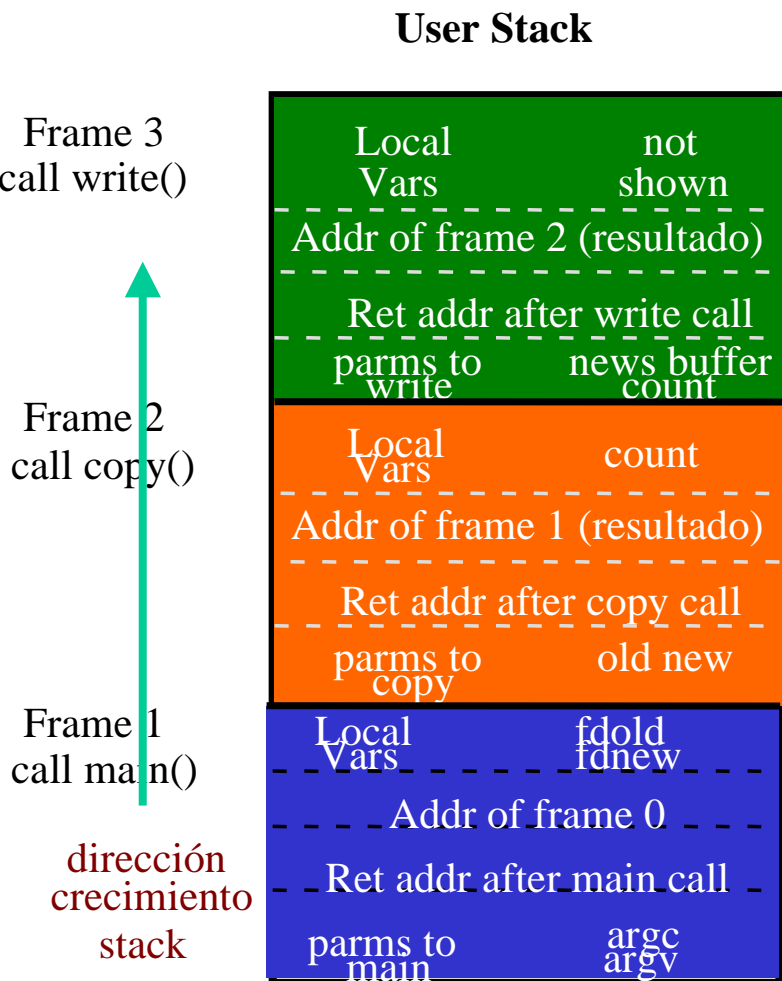 User Stack
Frame 3
call write()
Local not
Vars shown
Addr of frame 2 (resultado)
Ret addr after write call
parms to news buffer
write count
Frame 2
call copy()
Local
Vars count
Addr of frame 1 (resultado)
Ret addr after copy call
parms to old new
copy
Frame 1
call main()
Local fdold
Vars fdnew
Addr of frame 0
Ret addr after main call
parms to argc
main argv
dirección
crecimiento
stack